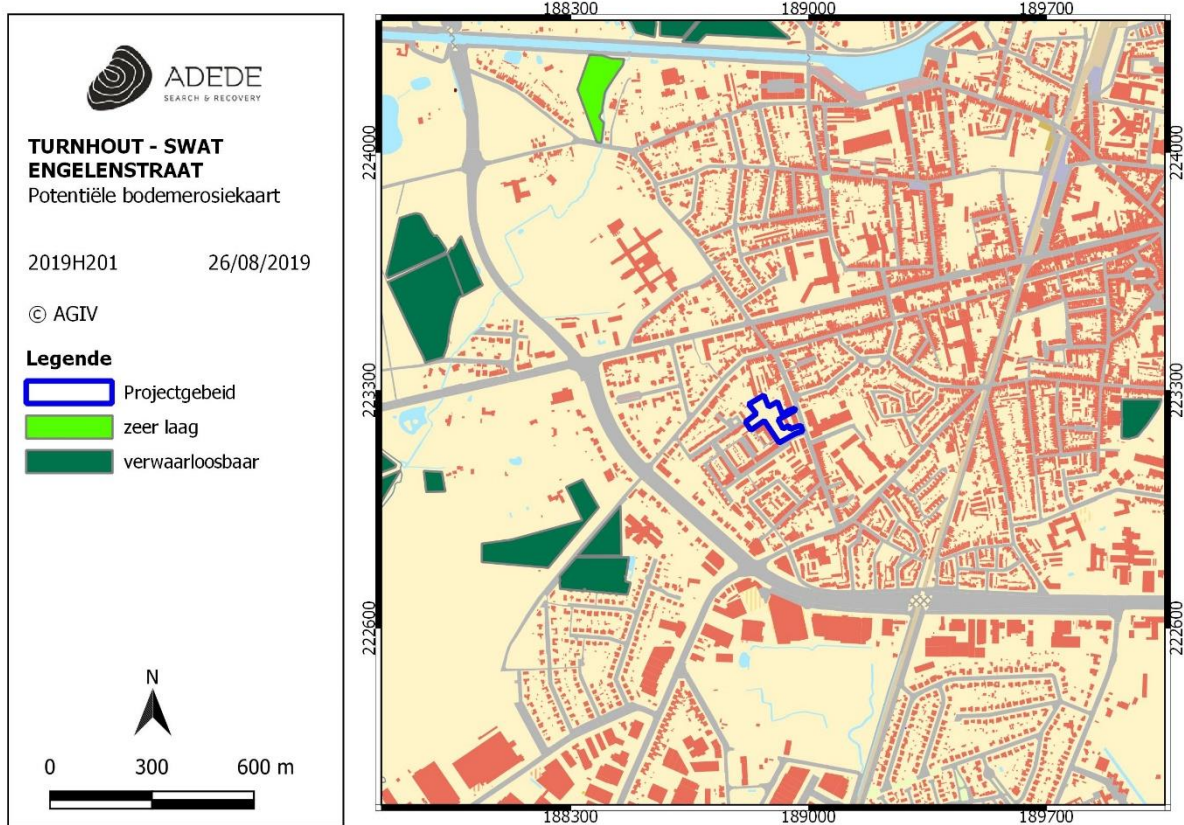 ADEDE
SEARCH & RECOVERY
TURNHOUT - SWAT
ENGELENSTRAAT
Potentiële bodemerosiekaart
2019H201 26/08/2019
© AGIV
Legende
Projectgebeid
zeer laag
verwaarloosbaar
N
0 300 600 m
188300 189000 189700
224000 224000
223300 223300
222600 222600
188300 189000 189700